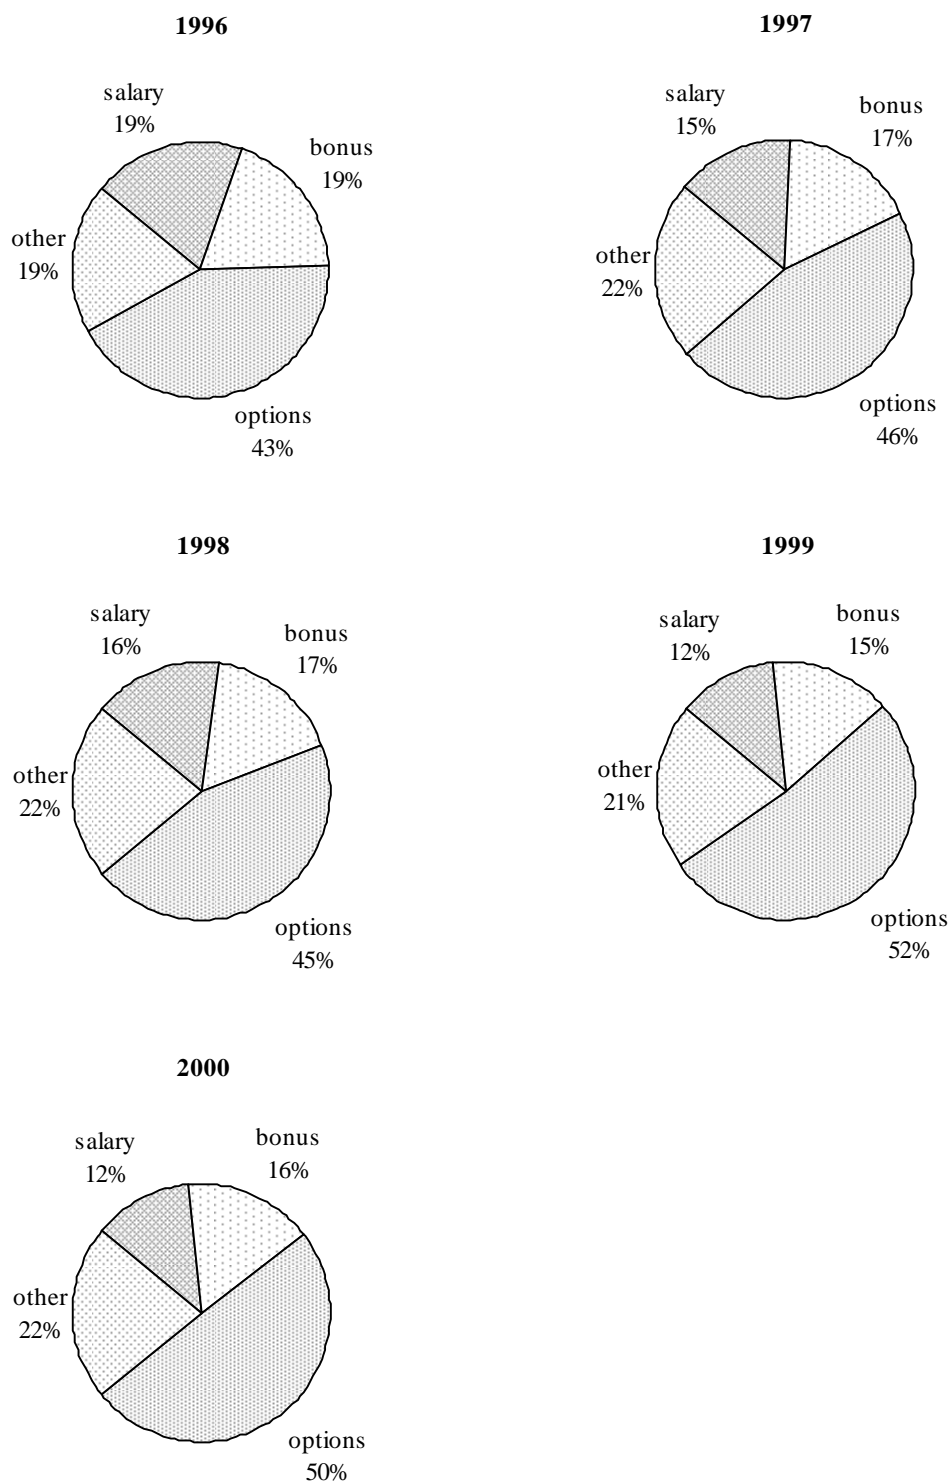 1996
salary
19%
bonus
19%
other
19%
options
43%
1997
salary
15%
bonus
17%
other
22%
options
46%
1998
salary
16%
bonus
17%
other
22%
options
45%
1999
salary
12%
bonus
15%
other
21%
options
52%
2000
salary
12%
bonus
16%
other
22%
options
50%